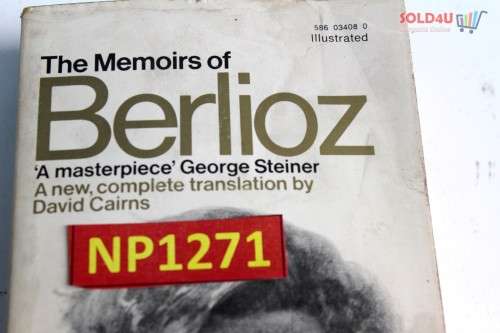 SOLD4U
586 03408 0
Illustrated
The Memoirs of
Berlioz
'A masterpiece' George Steiner
A new, complete translation by
David Cairns
NP1271